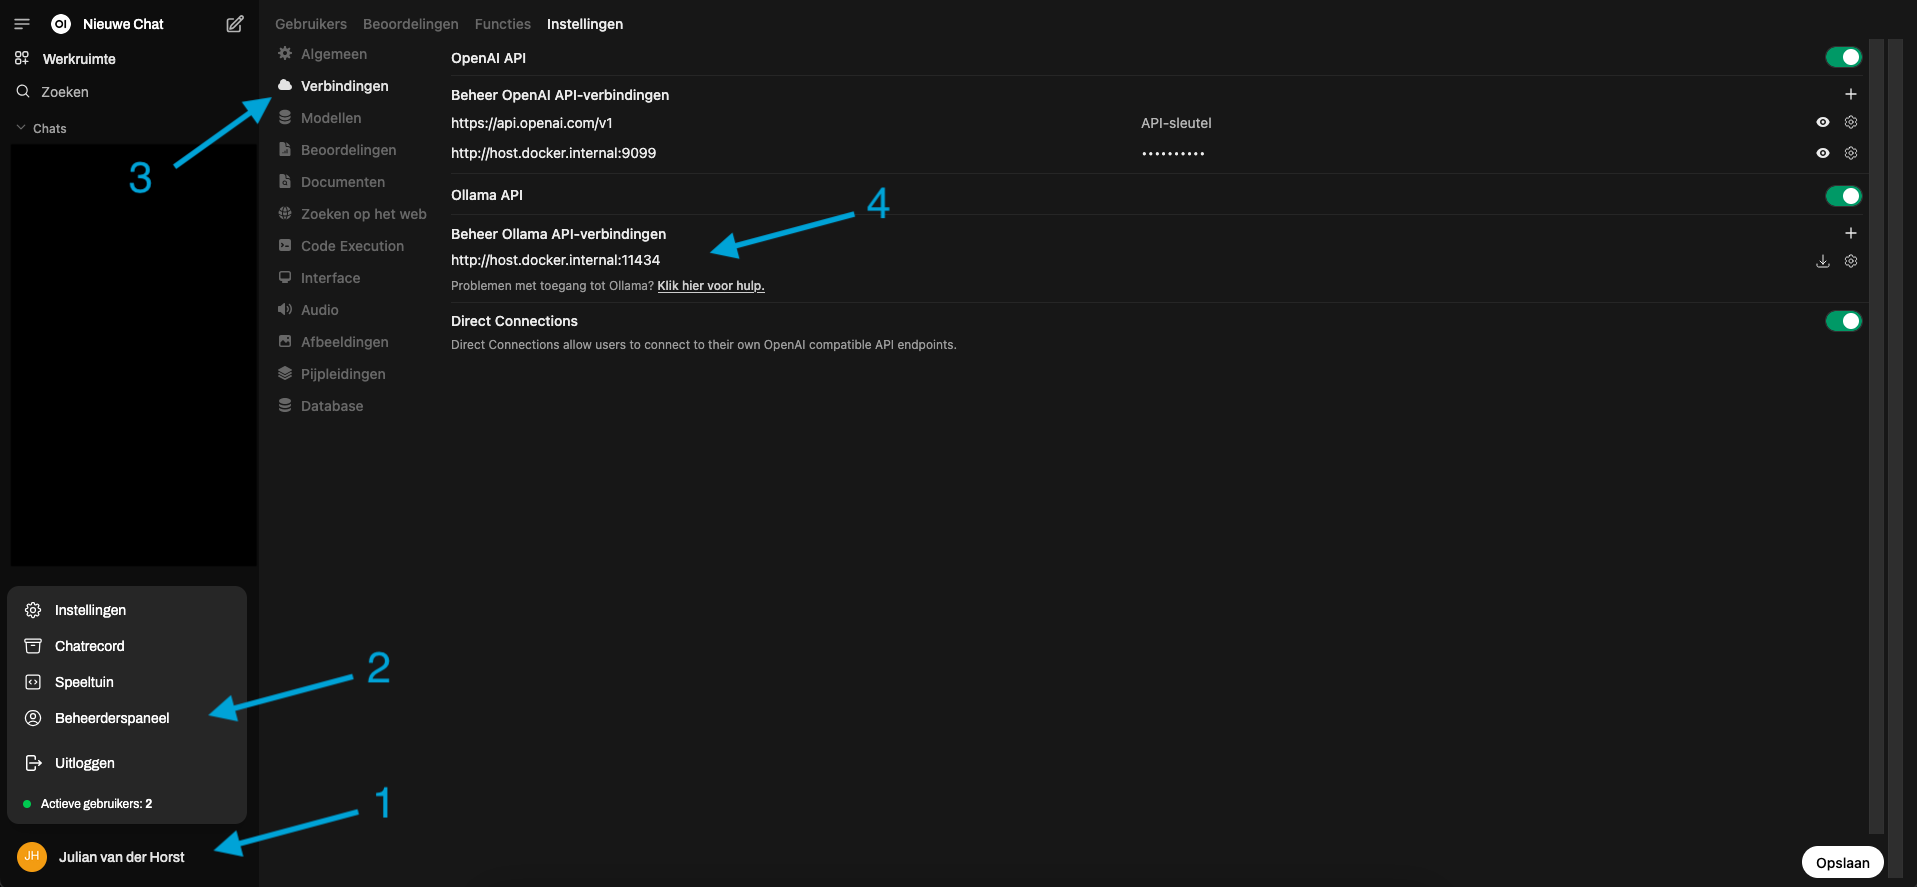 OI Nieuwe Chat
Werkruimte
Zoeken
Chats
3
Instellingen
Chatrecord
Speeltuin
Beheerderspaneel
2
Uitloggen
Actieve gebruikers: 2
1
JH Julian van der Horst
Gebruikers Beoordelingen Functies Instellingen
Algemeen
Verbindingen
Modellen
Beoordelingen
Documenten
Zoeken op het web
Code Execution
Interface
Audio
Afbeeldingen
Pijpleidingen
Database
OpenAI API
Beheer OpenAI API-verbindingen
https://api.openai.com/v1 API-sleutel
http://host.docker.internal:9099 ••••••••••
Ollama API
4
Beheer Ollama API-verbindingen
http://host.docker.internal:11434
Problemen met toegang tot Ollama? Klik hier voor hulp.
Direct Connections
Direct Connections allow users to connect to their own OpenAI compatible API endpoints.
Opslaan